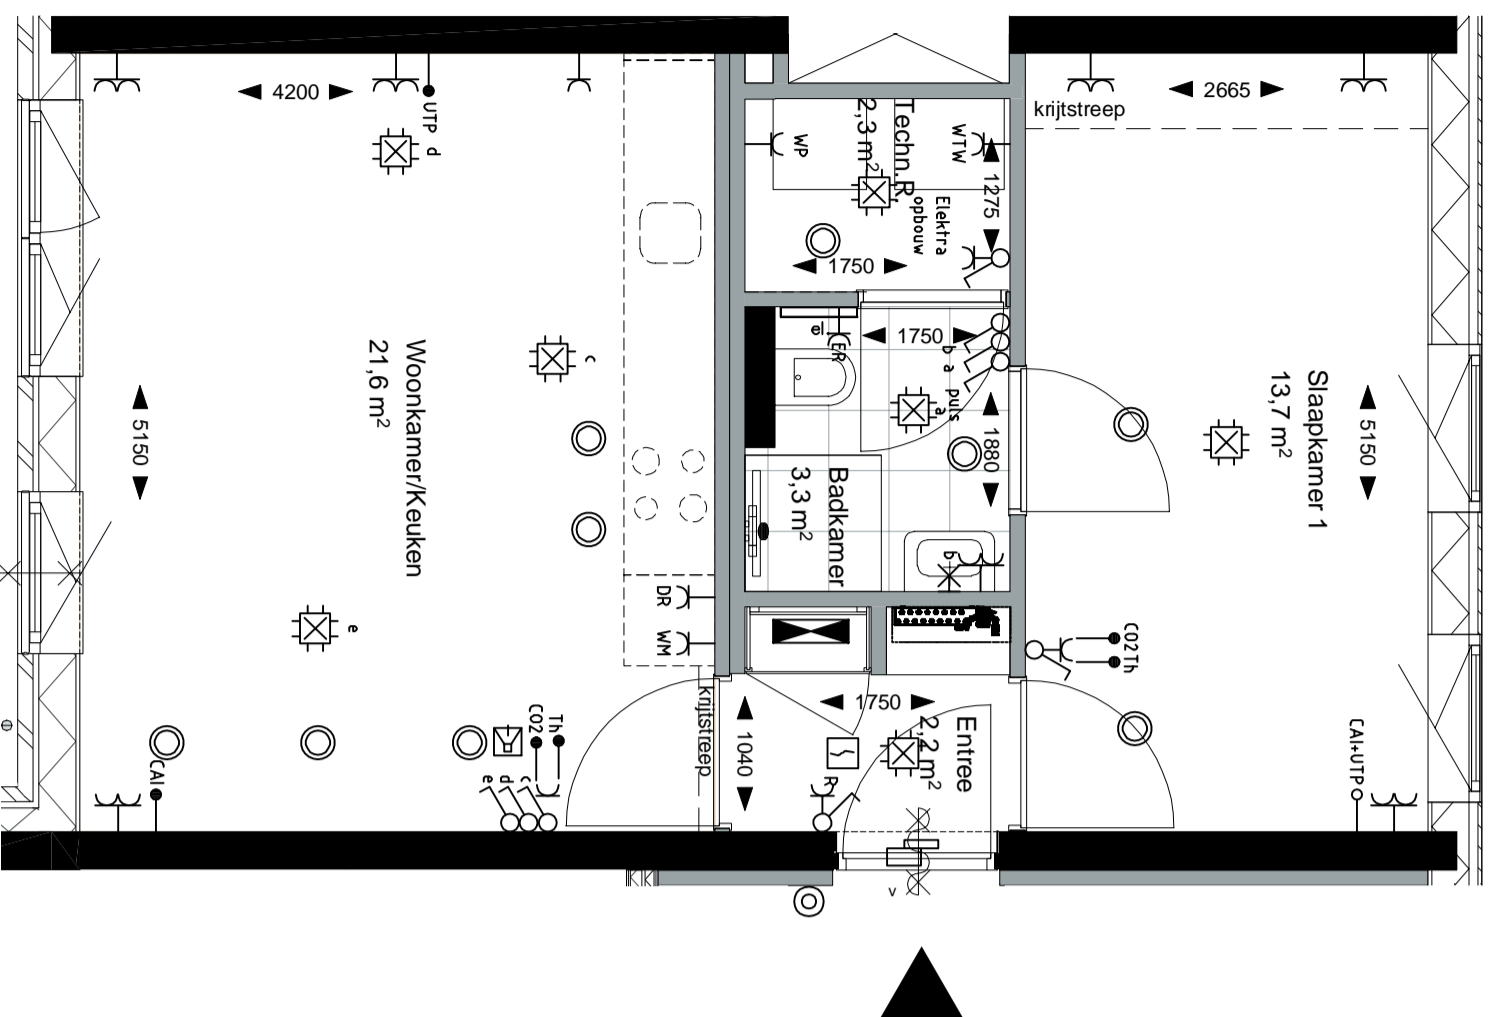 4200
UTP
d
WP
Techn.R.
2,3 m²
WTW
1275
Elektra
opbouw
1750
krijtstreep
2665
Woonkamer/Keuken
21,6 m²
c
5150
e
el
ER
1750
b a
puls
a
1880
Badkamer
3,3 m²
b
Slaapkamer 1
13,7 m²
5150
DR
WM
krijtstreep
CO2
Th
CAI
e
d
c
1040
1750
Entree
2,2 m²
R
v
CO2
Th
CAI+UTP